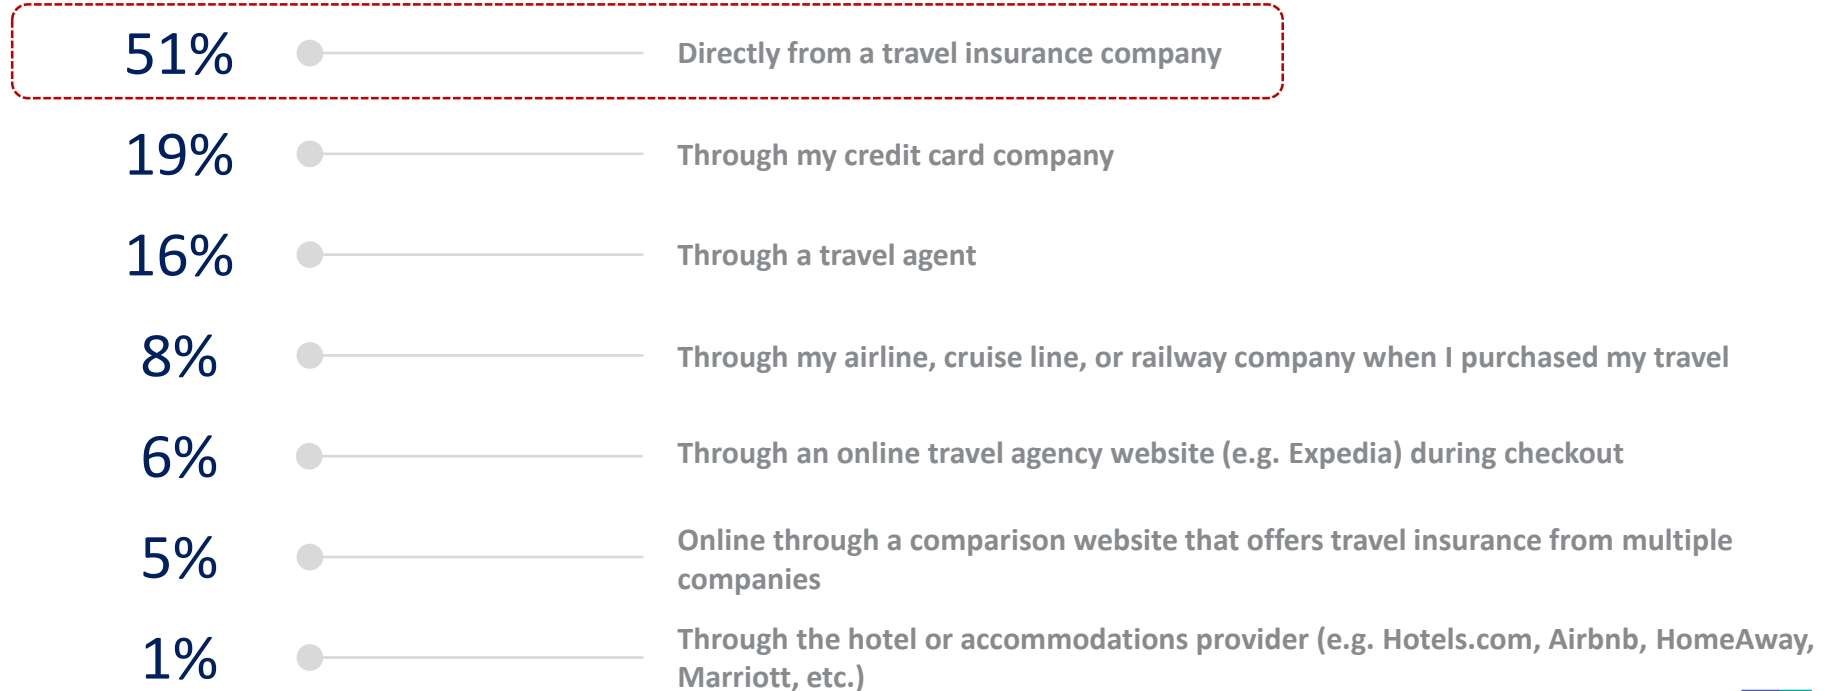 51% Directly from a travel insurance company
19% Through my credit card company
16% Through a travel agent
8% Through my airline, cruise line, or railway company when I purchased my travel
6% Through an online travel agency website (e.g. Expedia) during checkout
5% Online through a comparison website that offers travel insurance from multiple
companies
1% Through the hotel or accommodations provider (e.g. Hotels.com, Airbnb, HomeAway,
Marriott, etc.)